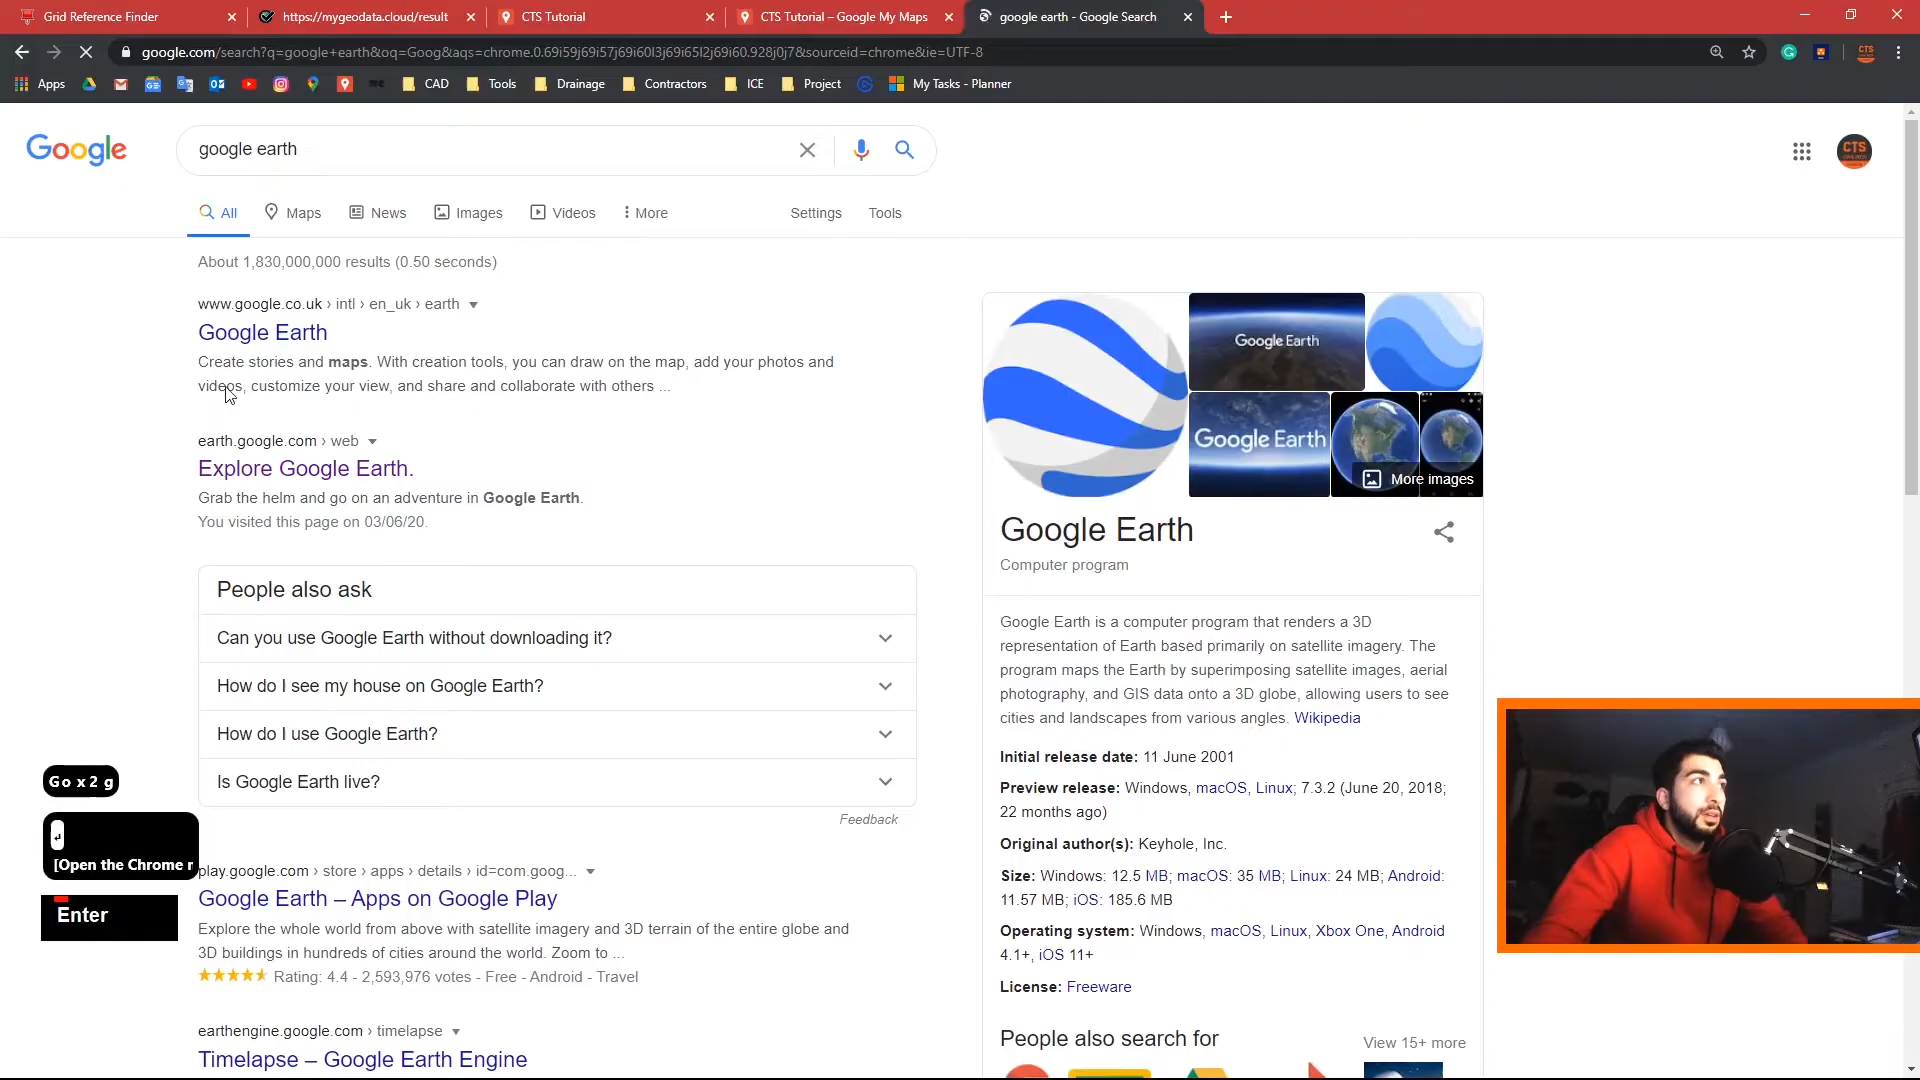 Grid Reference Finder
https://mygeodata.cloud/result
CTS Tutorial
CTS Tutorial – Google My Maps
google earth - Google Search
google.com/search?q=google+earth&oq=Goog&aqs=chrome.0.69i59j69i57j69i60l3j69i65l2j69i60.928j0j7&sourceid=chrome&ie=UTF-8
Apps
CAD
Tools
Drainage
Contractors
ICE
Project
My Tasks - Planner
Google
google earth
CTS
All
Maps
News
Images
Videos
More
Settings
Tools
About 1,830,000,000 results (0.50 seconds)
www.google.co.uk › intl › en_uk › earth
Google Earth
Create stories and maps. With creation tools, you can draw on the map, add your photos and
videos, customize your view, and share and collaborate with others ...
earth.google.com › web
Explore Google Earth.
Grab the helm and go on an adventure in Google Earth.
You visited this page on 03/06/20.
People also ask
Can you use Google Earth without downloading it?
How do I see my house on Google Earth?
How do I use Google Earth?
Is Google Earth live?
Feedback
play.google.com › store › apps › details › id=com.goog...
Google Earth – Apps on Google Play
Explore the whole world from above with satellite imagery and 3D terrain of the entire globe and
3D buildings in hundreds of cities around the world. Zoom to ...
Rating: 4.4 - 2,593,976 votes - Free - Android - Travel
earthengine.google.com › timelapse
Timelapse – Google Earth Engine
Google Earth
Google Earth
More images
Google Earth
Computer program
Google Earth is a computer program that renders a 3D
representation of Earth based primarily on satellite imagery. The
program maps the Earth by superimposing satellite images, aerial
photography, and GIS data onto a 3D globe, allowing users to see
cities and landscapes from various angles. Wikipedia
Initial release date: 11 June 2001
Preview release: Windows, macOS, Linux; 7.3.2 (June 20, 2018;
22 months ago)
Original author(s): Keyhole, Inc.
Size: Windows: 12.5 MB; macOS: 35 MB; Linux: 24 MB; Android:
11.57 MB; iOS: 185.6 MB
Operating system: Windows, macOS, Linux, Xbox One, Android
4.1+, iOS 11+
License: Freeware
People also search for
View 15+ more
Go x2 g
[Open the Chrome
Enter